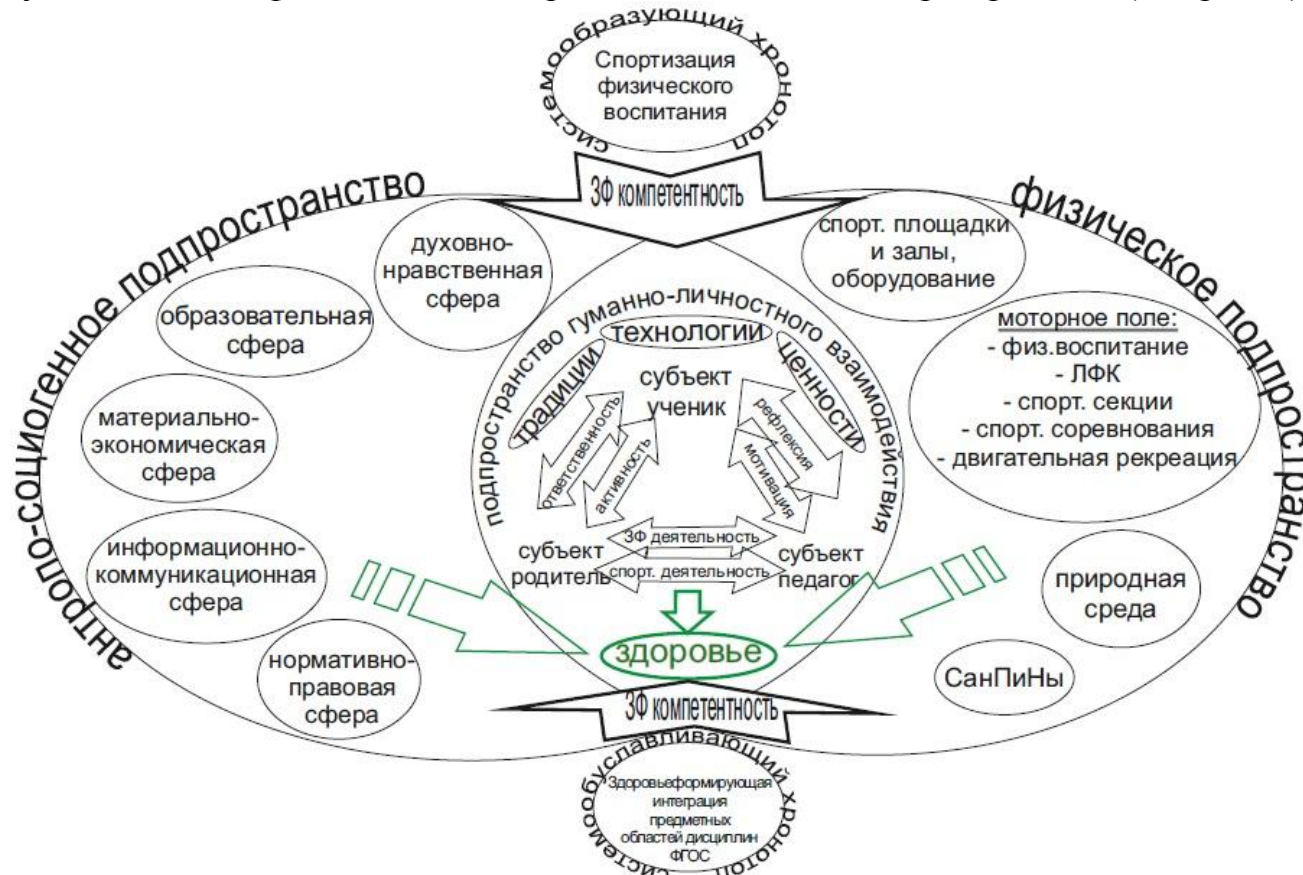 системообразующий хронотоп
Спортизация
физического
воспитания
ЗФ компетентность
антропо-социогенное подпространство
духовно-
нравственная
сфера
образовательная
сфера
материально-
экономическая
сфера
информационно-
коммуникационная
сфера
нормативно-
правовая
сфера
подпространство гуманно-личностного взаимодействия
традиции
технологии
ценности
субъект
ученик
ответственность
активность
рефлексия
мотивация
ЗФ деятельность
спорт. деятельность
субъект
родитель
субъект
педагог
здоровье
физическое подпространство
спорт. площадки
и залы,
оборудование
моторное поле:
- физ.воспитание
- ЛФК
- спорт. секции
- спорт. соревнования
- двигательная рекреация
природная
среда
СанПиНы
ЗФ компетентность
системообуславливающий хронотоп
Здоровьеформирующая
интеграция
предметных
областей дисциплин
ФГОС